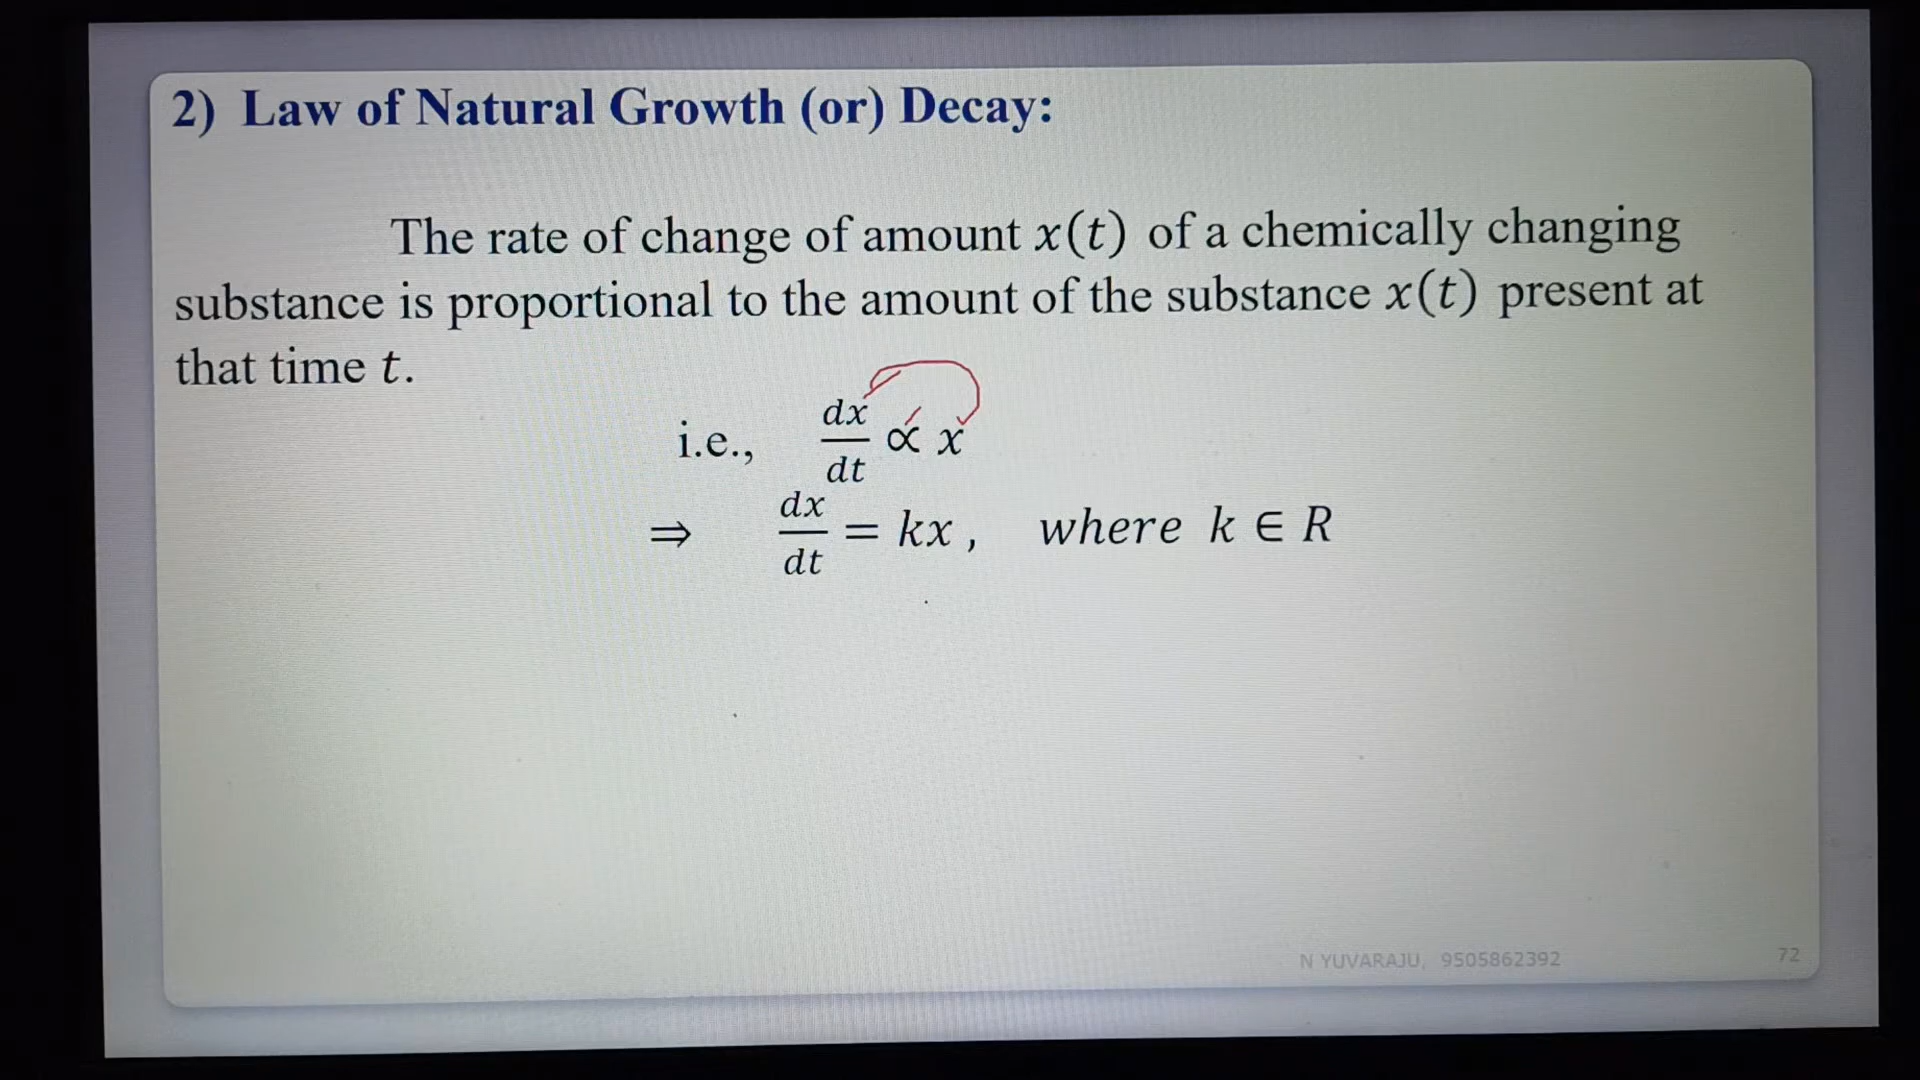 2) Law of Natural Growth (or) Decay:
The rate of change of amount x(t) of a chemically changing
substance is proportional to the amount of the substance x(t) present at
that time t.
i.e., dx/dt ∝ x
⇒ dx/dt = kx , where k ∈ R
N YUVARAJU, 9505862392 72